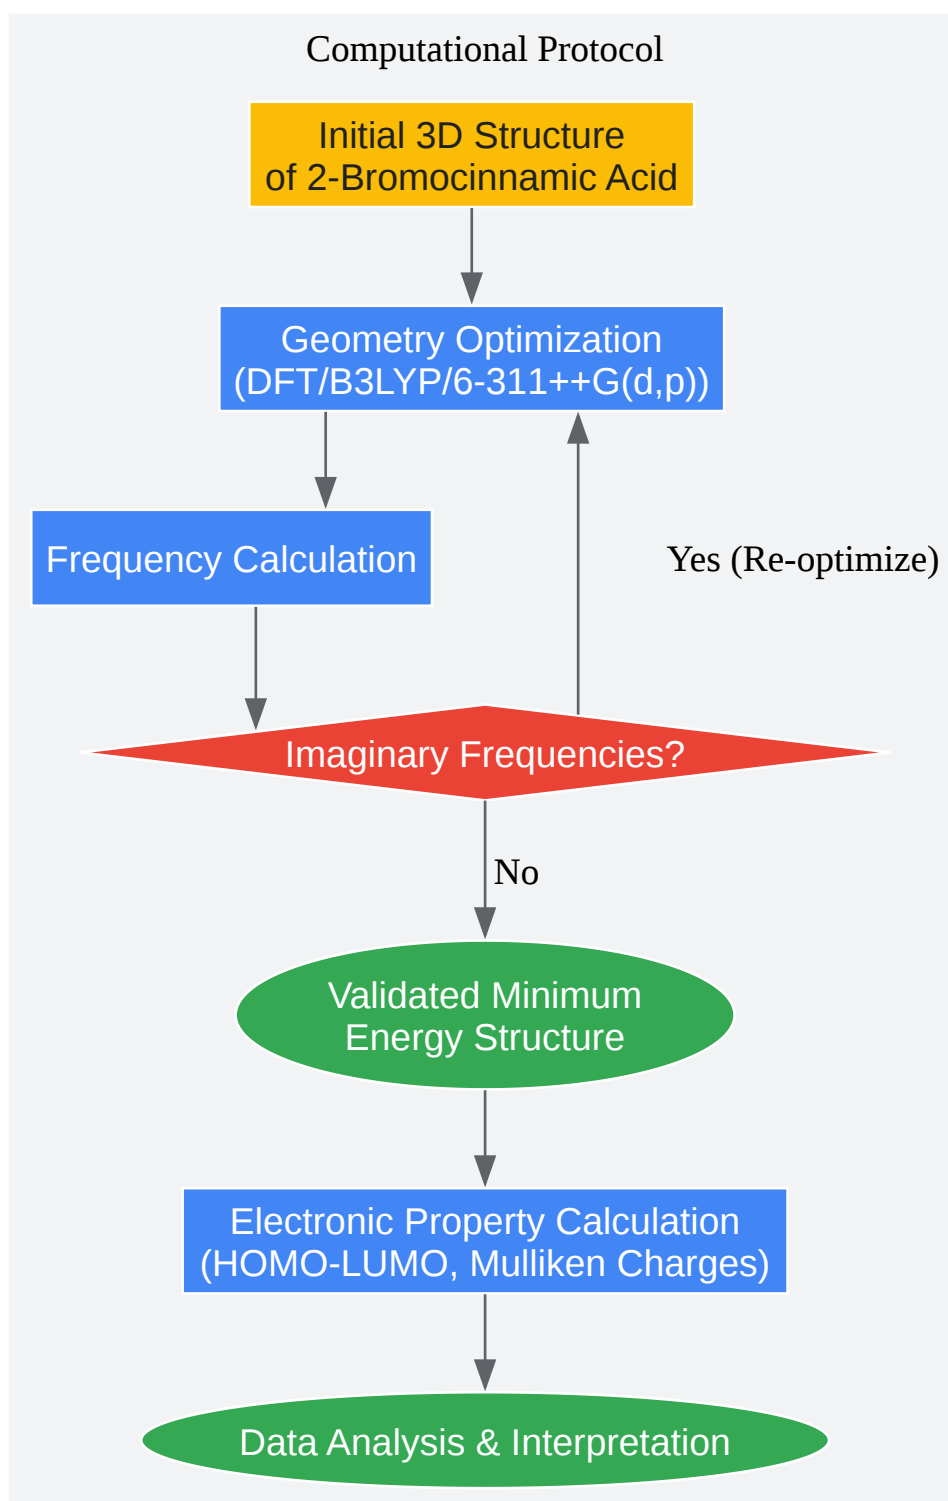 Computational Protocol
Initial 3D Structure
of 2-Bromocinnamic Acid
Geometry Optimization
(DFT/B3LYP/6-311++G(d,p))
Frequency Calculation
Yes (Re-optimize)
Imaginary Frequencies?
No
Validated Minimum
Energy Structure
Electronic Property Calculation
(HOMO-LUMO, Mulliken Charges)
Data Analysis & Interpretation